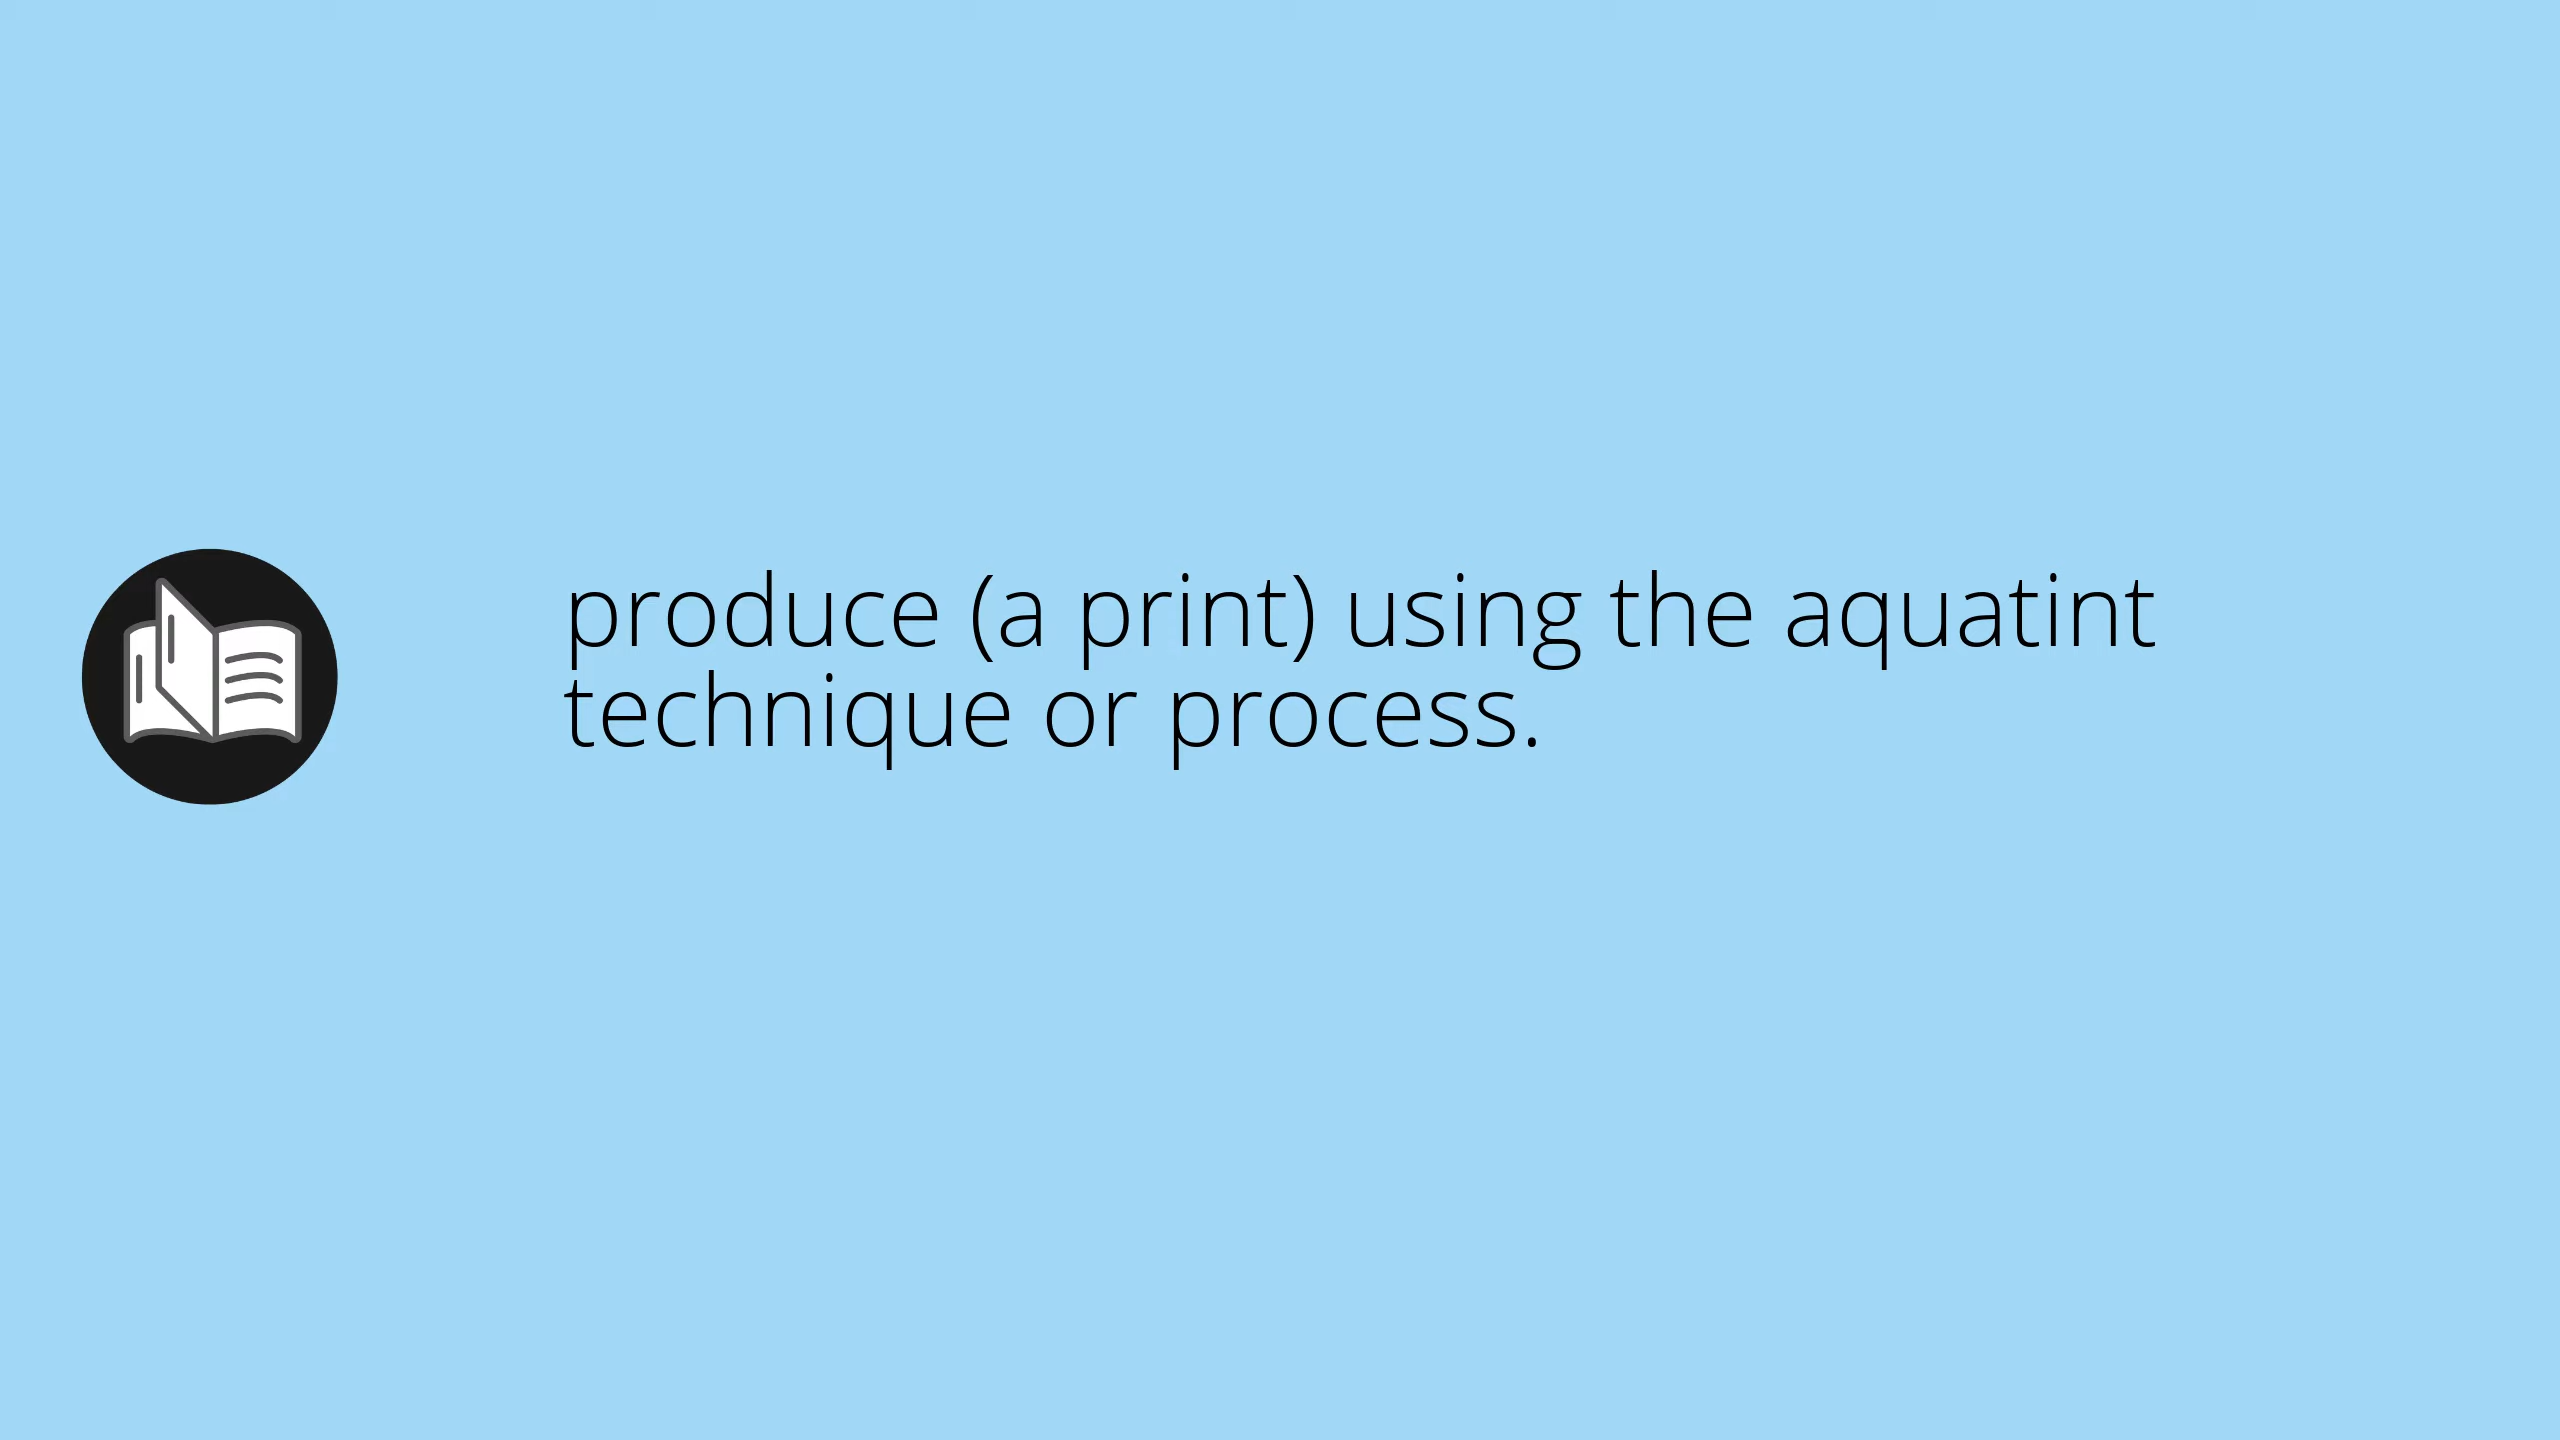 produce (a print) using the aquatint
technique or process.